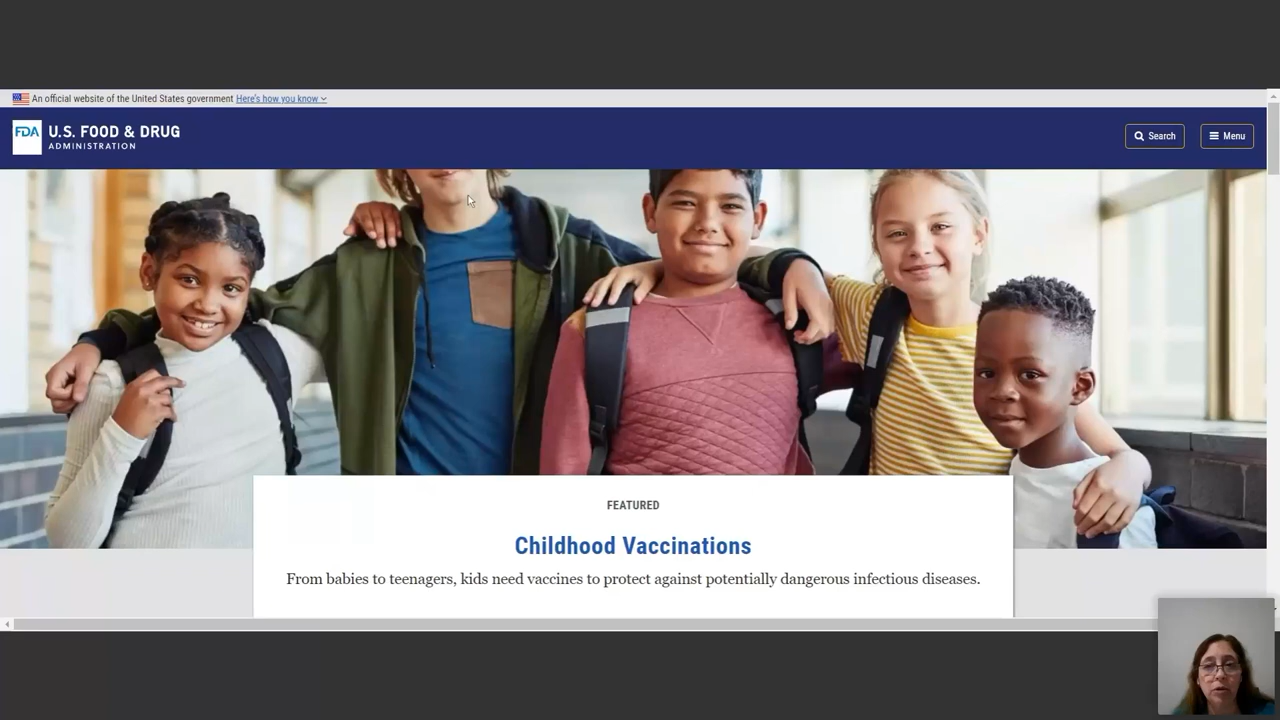 An official website of the United States government Here's how you know
FDA U.S. FOOD & DRUG
ADMINISTRATION
Search
Menu
FEATURED
Childhood Vaccinations
From babies to teenagers, kids need vaccines to protect against potentially dangerous infectious diseases.